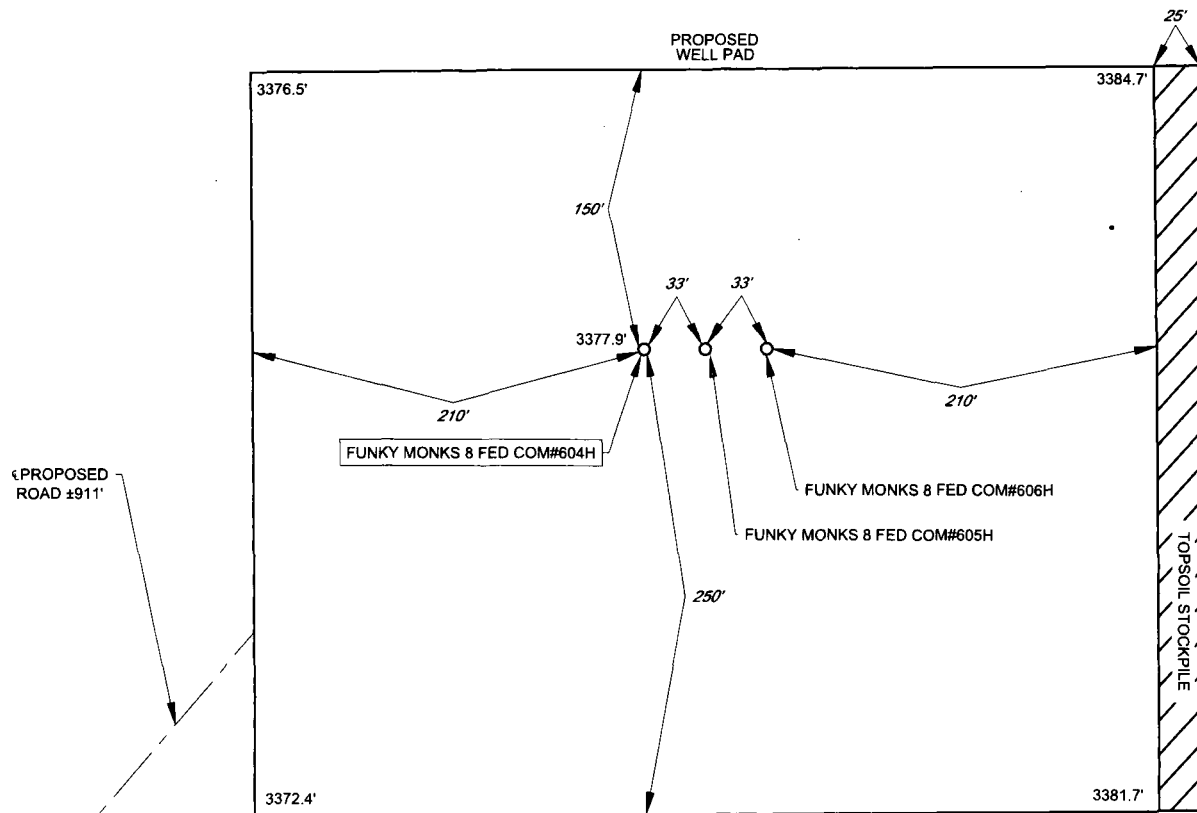 25'
PROPOSED
WELL PAD
3376.5'
3384.7'
150'
33'
33'
3377.9'
210'
210'
FUNKY MONKS 8 FED COM#604H
℄PROPOSED
ROAD ±911'
FUNKY MONKS 8 FED COM#606H
FUNKY MONKS 8 FED COM#605H
TOPSOIL STOCKPILE
250'
3372.4'
3381.7'